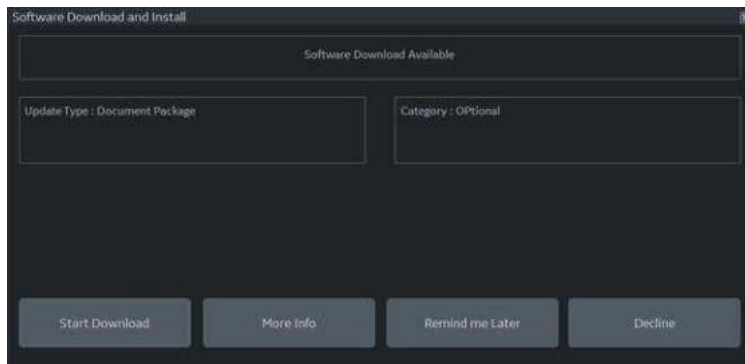 Software Download and Install
Software Download Available
Update Type : Document Package
Category : OPtional
Start Download
More Info
Remind me Later
Decline